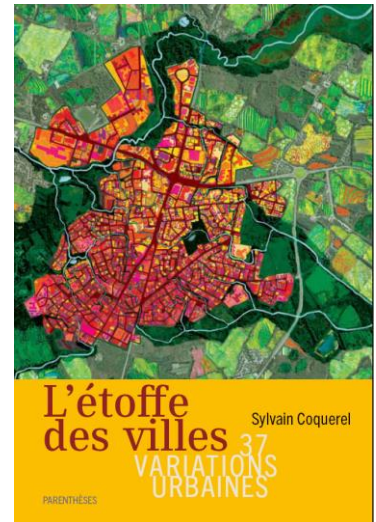 L’étoffe
des villes
Sylvain Coquerel
37
VARIATIONS
URBAINES
PARENTHÈSES